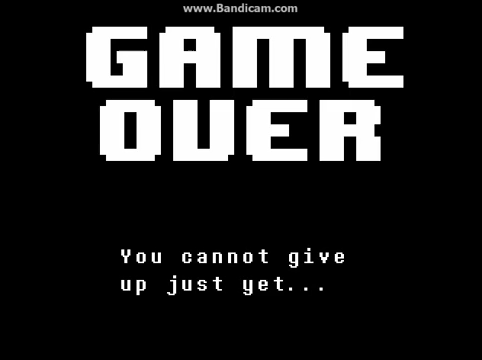 www.Bandicam.com
GAME
OVER
You cannot give
up just yet...